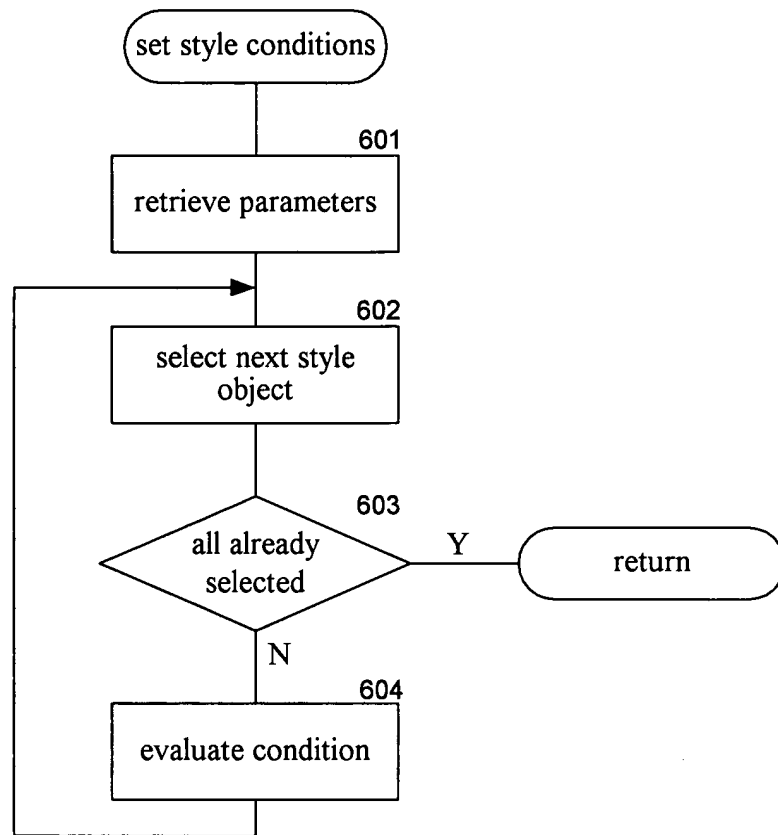 set style conditions
601
retrieve parameters
602
select next style
object
603
all already
selected
Y
return
N
604
evaluate condition